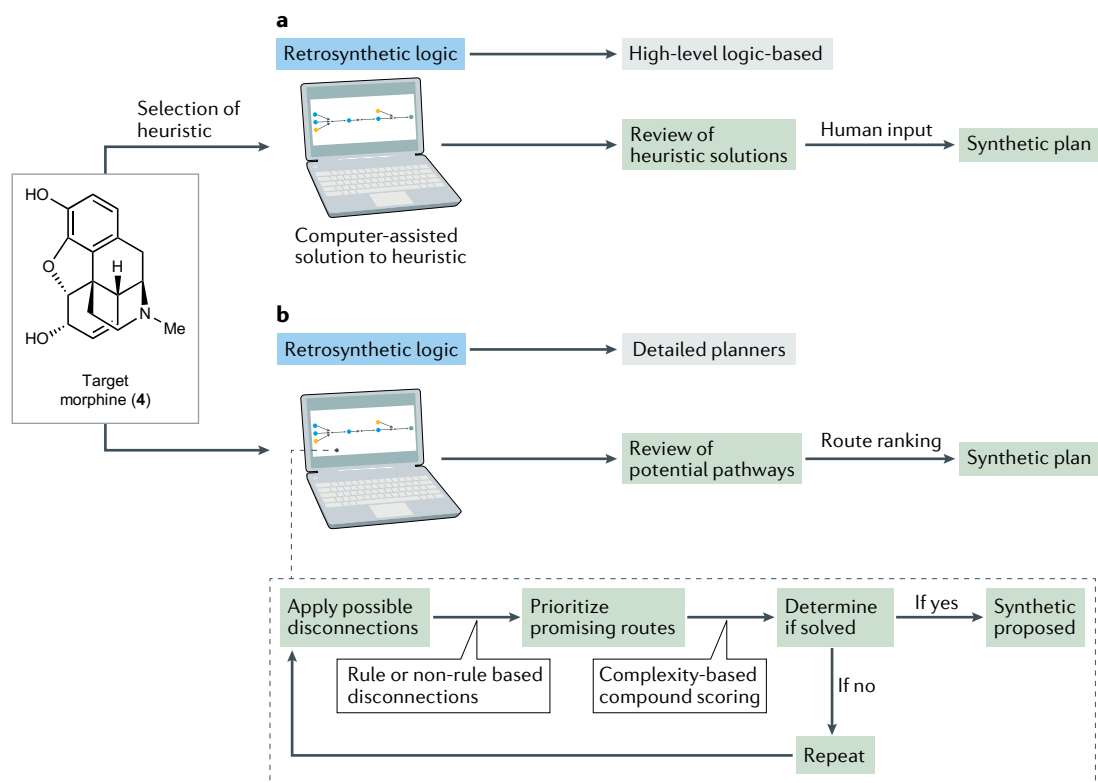 a
Retrosynthetic logic
High-level logic-based
Selection of
heuristic
Review of
heuristic solutions
Human input
Synthetic plan
Computer-assisted
solution to heuristic
HO
O
H
N
Me
HO
Target
morphine (4)
b
Retrosynthetic logic
Detailed planners
Review of
potential pathways
Route ranking
Synthetic plan
Apply possible
disconnections
Prioritize
promising routes
Determine
if solved
If yes
Synthetic
proposed
Rule or non-rule based
disconnections
Complexity-based
compound scoring
If no
Repeat